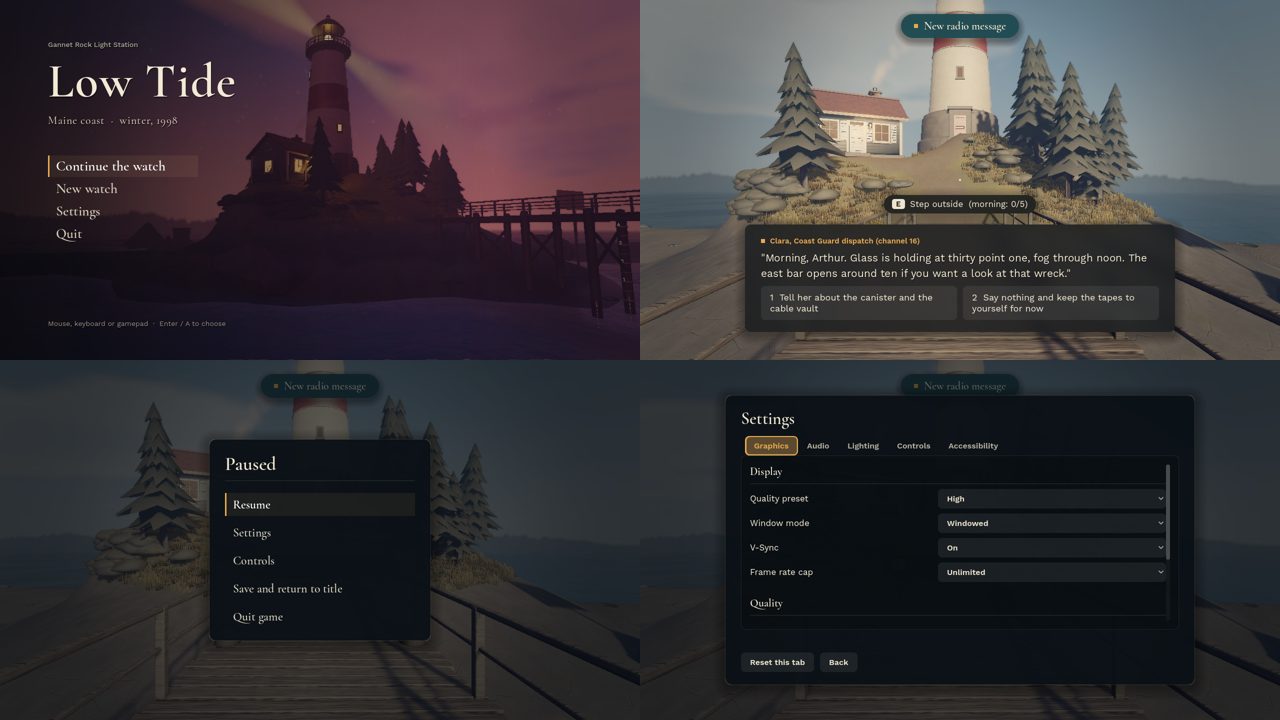 Gannet Rock Light Station
Low Tide
Maine coast · winter, 1998
Continue the watch
New watch
Settings
Quit
Mouse, keyboard or gamepad · Enter / A to choose
New radio message
E Step outside (morning: 0/5)
Clara, Coast Guard dispatch (channel 16)
"Morning, Arthur. Glass is holding at thirty point one, fog through noon. The
east bar opens around ten if you want a look at that wreck."
1 Tell her about the canister and the
cable vault
2 Say nothing and keep the tapes to
yourself for now
New radio message
Paused
Resume
Settings
Controls
Save and return to title
Quit game
New radio message
Settings
Graphics Audio Lighting Controls Accessibility
Display
Quality preset High
Window mode Windowed
V-Sync On
Frame rate cap Unlimited
Quality
Reset this tab Back